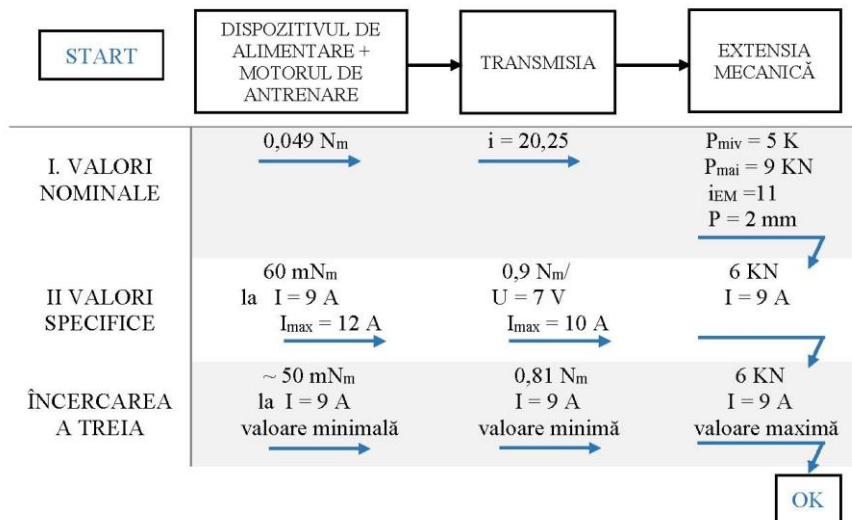 START
DISPOZITIVUL DE
ALIMENTARE +
MOTORUL DE
ANTRENARE
TRANSMISIA
EXTENSIA
MECANICĂ
I. VALORI
NOMINALE
0,049 Nm
i = 20,25
Pmiv = 5 K
Pmai = 9 KN
iEM =11
P = 2 mm
II VALORI
SPECIFICE
60 mNm
la I = 9 A
Imax = 12 A
0,9 Nm/
U = 7 V
Imax = 10 A
6 KN
I = 9 A
ÎNCERCAREA
A TREIA
~ 50 mNm
la I = 9 A
valoare minimală
0,81 Nm
I = 9 A
valoare minimă
6 KN
I = 9 A
valoare maximă
OK